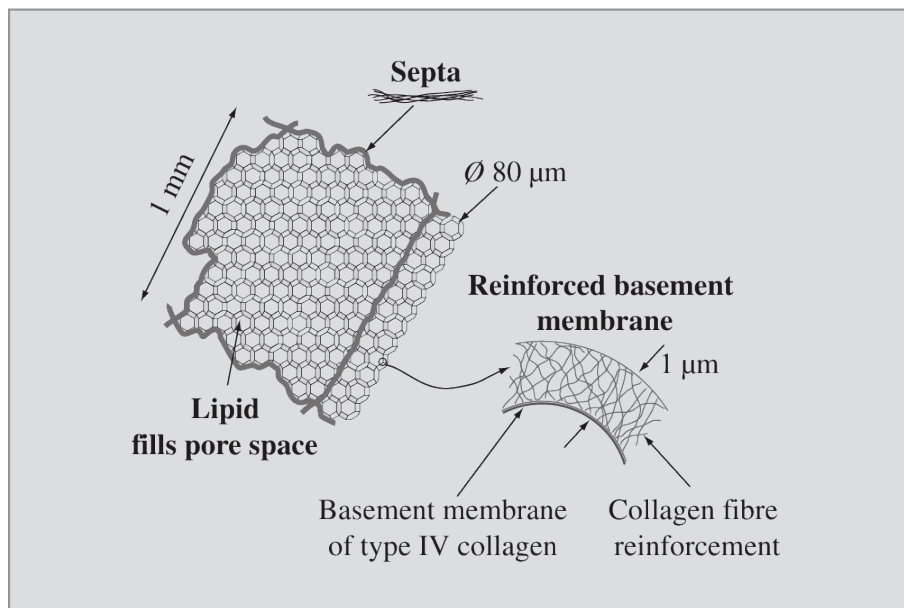 Septa
1 mm
Ø 80 μm
Reinforced basement
membrane
1 μm
Lipid
fills pore space
Basement membrane
of type IV collagen
Collagen fibre
reinforcement